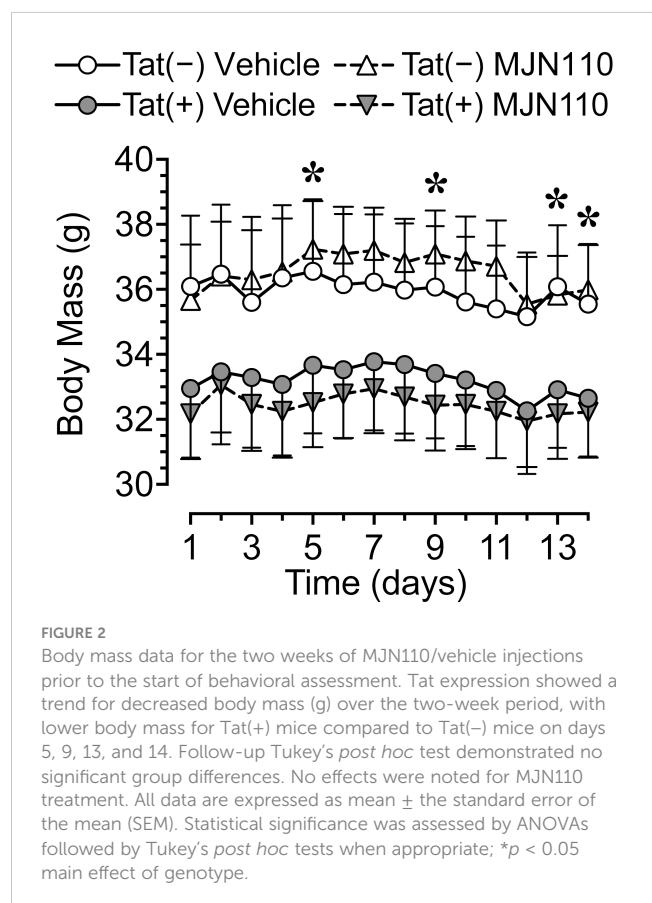 Tat(−) Vehicle Tat(−) MJN110
Tat(+) Vehicle Tat(+) MJN110
40
* * * *
38
36
34
32
30
Body Mass (g)
1 3 5 7 9 11 13
Time (days)
FIGURE 2
Body mass data for the two weeks of MJN110/vehicle injections
prior to the start of behavioral assessment. Tat expression showed a
trend for decreased body mass (g) over the two-week period, with
lower body mass for Tat(+) mice compared to Tat(−) mice on days
5, 9, 13, and 14. Follow-up Tukey’s post hoc test demonstrated no
significant group differences. No effects were noted for MJN110
treatment. All data are expressed as mean ± the standard error of
the mean (SEM). Statistical significance was assessed by ANOVAs
followed by Tukey’s post hoc tests when appropriate; *p < 0.05
main effect of genotype.